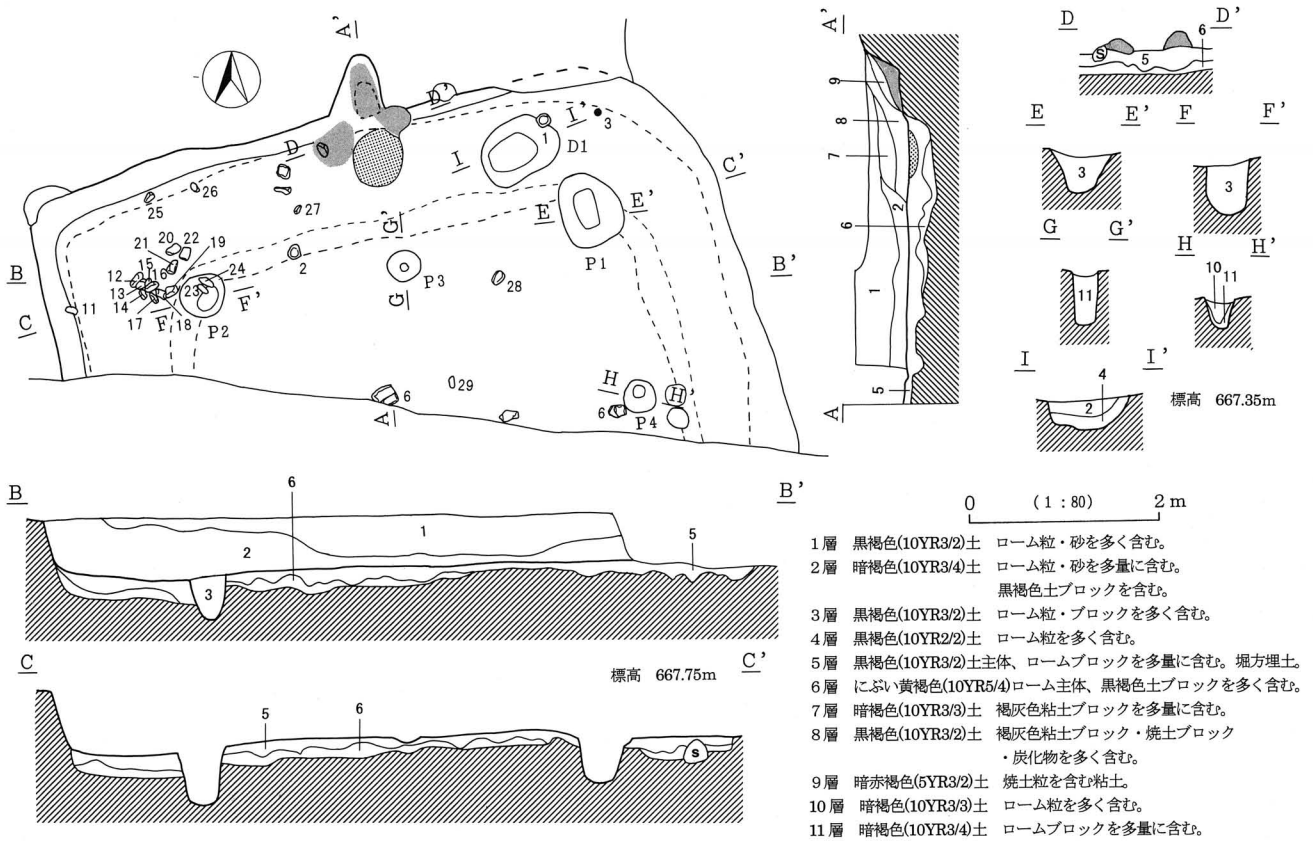 A'
D'
I'
3
D
I
1
D1
C'
26
25
27
E
E'
G'
B'
21
20
22
19
12
15
16
24
2
P3
28
P1
B
13
14
23
F'
G
11
17
18
F
P2
C
29
H
H'
6
A
6
P4
A'
9
8
7
2
6
1
5
A
D
D'
6
S
5
E
E'
F
F'
3
3
G
G'
H
H'
10
11
11
I
I'
4
2
標高 667.35m
B
B'
6
1
5
2
3
C
C'
標高 667.75m
5
6
S
0 (1:80) 2m
1層 黒褐色(10YR3/2)土 ローム粒・砂を多く含む。
2層 暗褐色(10YR3/4)土 ローム粒・砂を多量に含む。
黒褐色土ブロックを含む。
3層 黒褐色(10YR3/2)土 ローム粒・ブロックを多く含む。
4層 黒褐色(10YR2/2)土 ローム粒を多く含む。
5層 黒褐色(10YR3/2)土主体、ロームブロックを多量に含む。堀方埋土。
6層 にぶい黄褐色(10YR5/4)ローム主体、黒褐色土ブロックを多く含む。
7層 暗褐色(10YR3/3)土 褐灰色粘土ブロックを多量に含む。
8層 黒褐色(10YR3/2)土 褐灰色粘土ブロック・焼土ブロック
・炭化物を多く含む。
9層 暗赤褐色(5YR3/2)土 焼土粒を含む粘土。
10層 暗褐色(10YR3/3)土 ローム粒を多く含む。
11層 暗褐色(10YR3/4)土 ロームブロックを多量に含む。